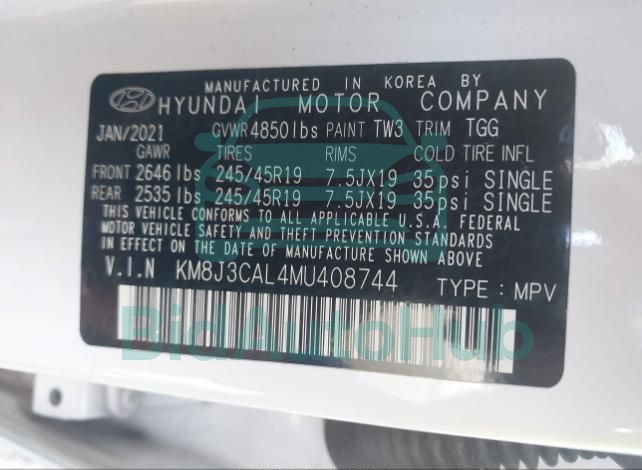 MANUFACTURED IN KOREA BY
HYUNDAI MOTOR COMPANY
JAN/2021 GVWR 4850lbs PAINT TW3 TRIM TGG
GAWR TIRES RIMS COLD TIRE INFL
FRONT 2646 lbs 245/45R19 7.5JX19 35psi SINGLE
REAR 2535 lbs 245/45R19 7.5JX19 35psi SINGLE
THIS VEHICLE CONFORMS TO ALL APPLICABLE U.S.A. FEDERAL
MOTOR VEHICLE SAFETY AND THEFT PREVENTION STANDARDS
IN EFFECT ON THE DATE OF MANUFACTURE SHOWN ABOVE
V.I.N KM8J3CAL4MU408744 TYPE : MPV
BidAutoHub